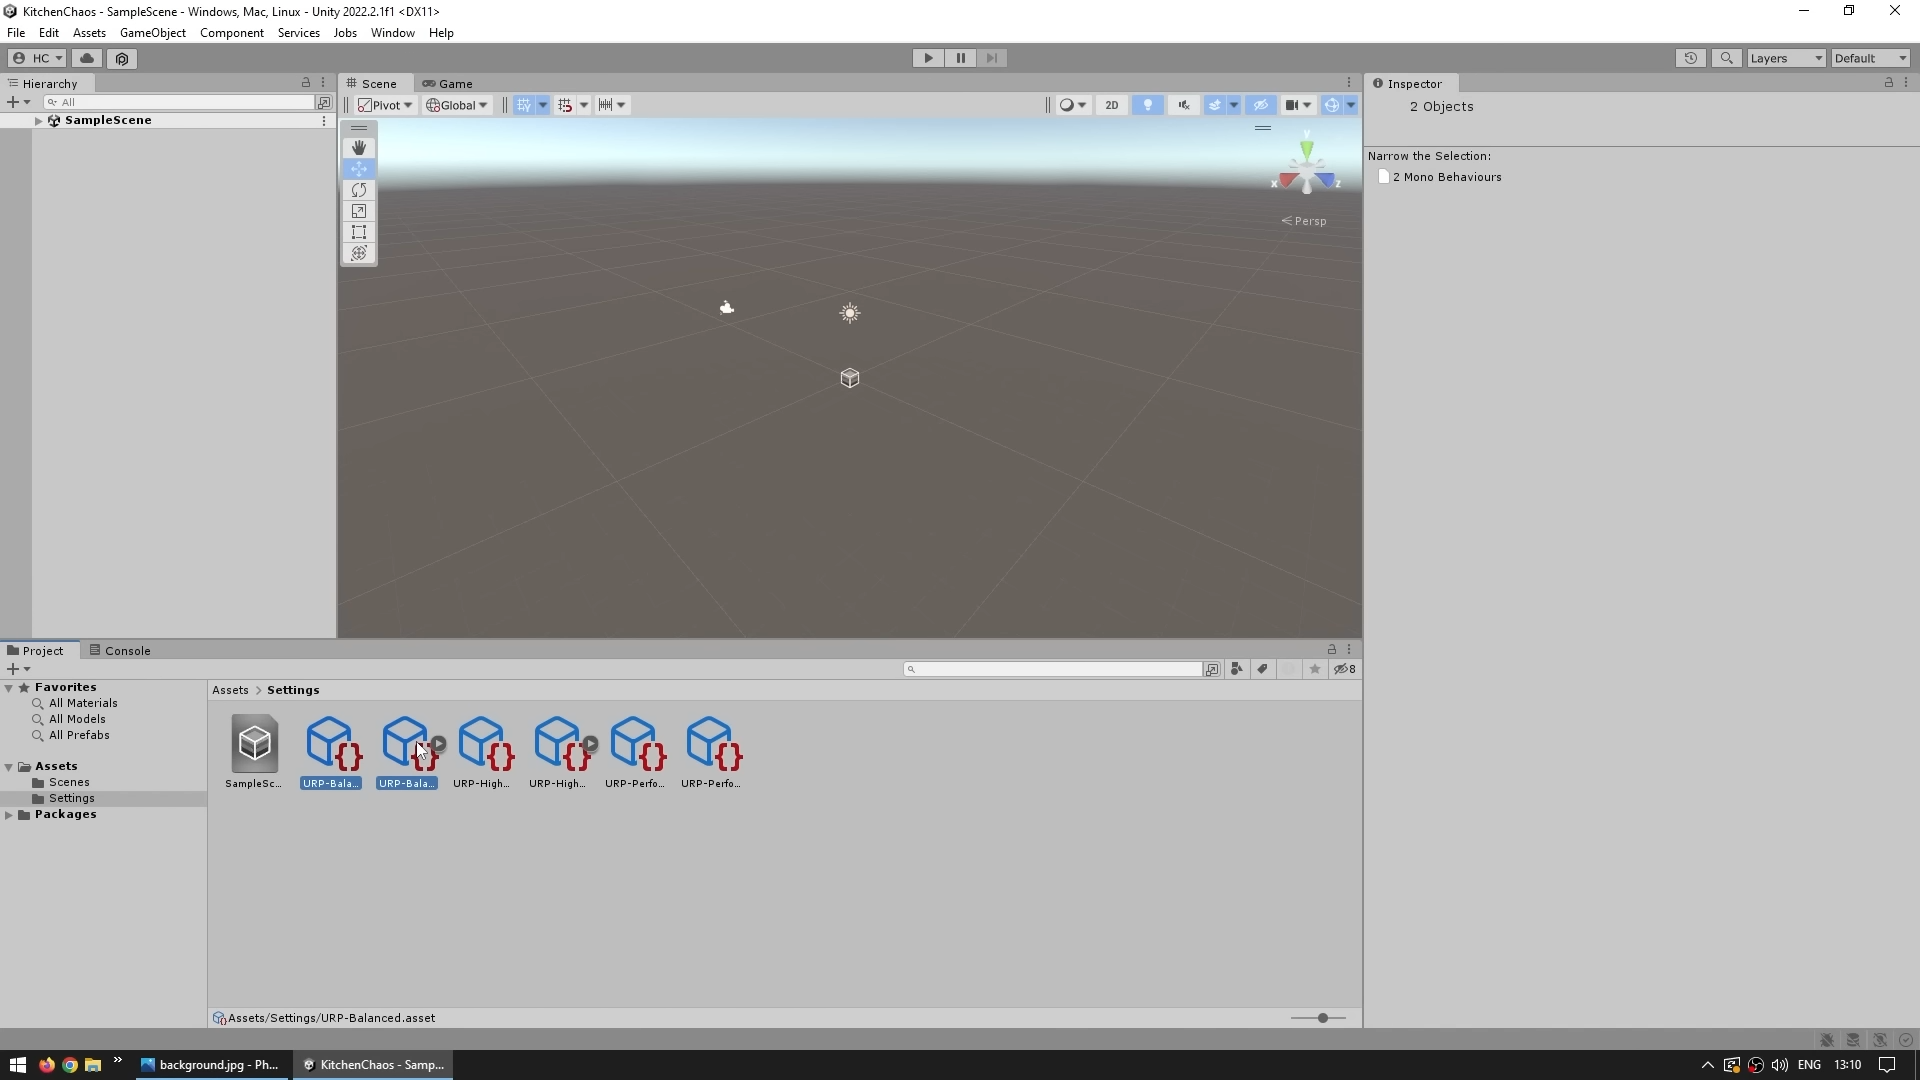 KitchenChaos - SampleScene - Windows, Mac, Linux - Unity 2022.2.1f1 <DX11>
File Edit Assets GameObject Component Services Jobs Window Help
HC Layers Default
Hierarchy Scene Game Inspector
All Pivot Global 2D 2 Objects
SampleScene
y
Narrow the Selection:
2 Mono Behaviours
x z
Persp
Project Console
8
Favorites Assets > Settings
All Materials
All Models
All Prefabs
Assets
Scenes SampleSc... URP-Bala... URP-Bala... URP-High... URP-High... URP-Perfo... URP-Perfo...
Settings
Packages
Assets/Settings/URP-Balanced.asset
background.jpg - Ph... KitchenChaos - Samp... ENG 13:10